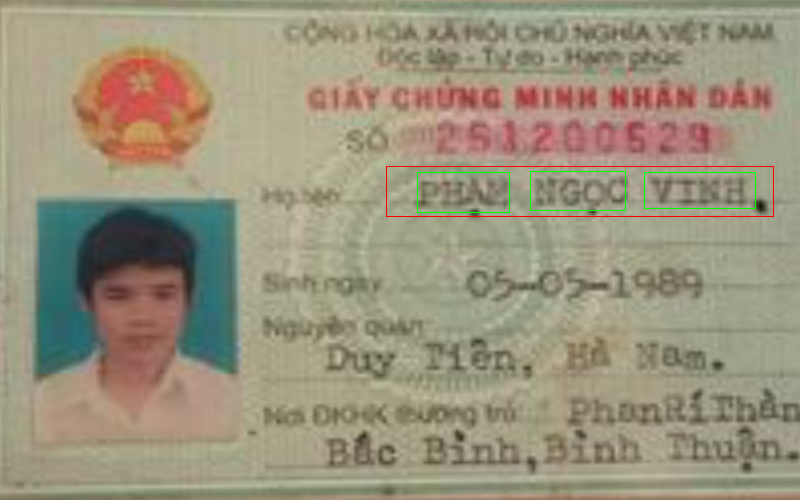 CỘNG HÒA XÃ HỘI CHỦ NGHĨA VIỆT NAM
Độc lập - Tự do - Hạnh phúc
GIẤY CHỨNG MINH NHÂN DÂN
SỐ 261200629
Họ tên PHẠM NGỌC VINH.
Sinh ngày 05-05-1989
Nguyên quán
Duy Tiên, Hà Nam.
Nơi ĐKHK thường trú PhanRíThàn
Bắc Bình,Bình Thuận.